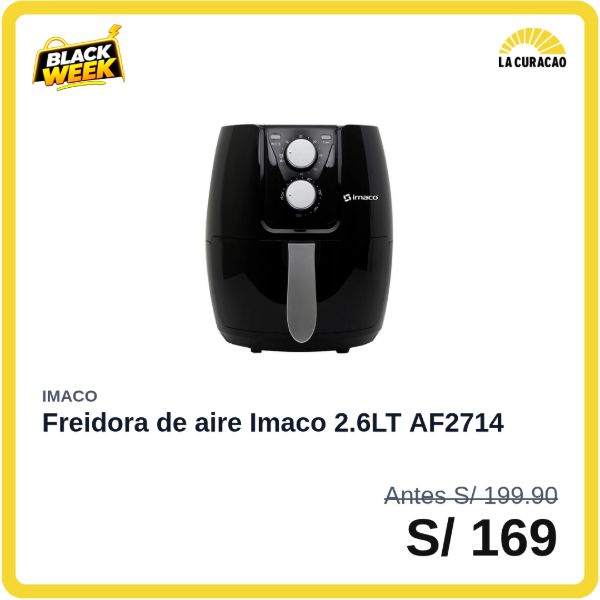 BLACK
WEEK
LA CURACAO
imaco
IMACO
Freidora de aire Imaco 2.6LT AF2714
Antes S/ 199.90
S/ 169